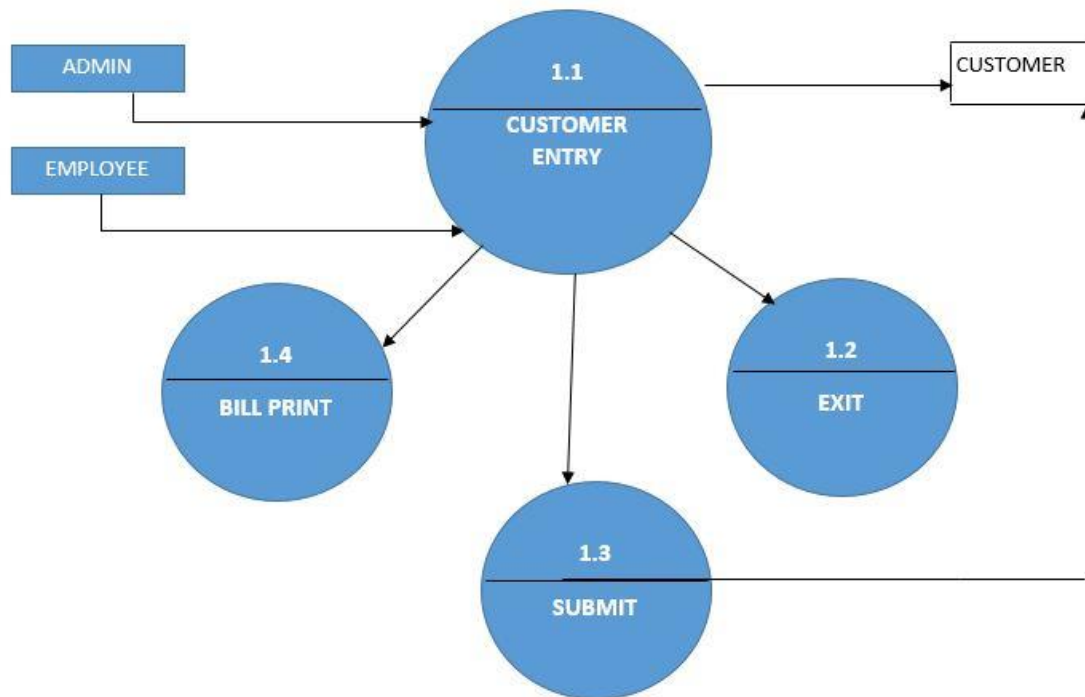 ADMIN
EMPLOYEE
1.1
CUSTOMER
ENTRY
CUSTOMER
1.4
BILL PRINT
1.2
EXIT
1.3
SUBMIT